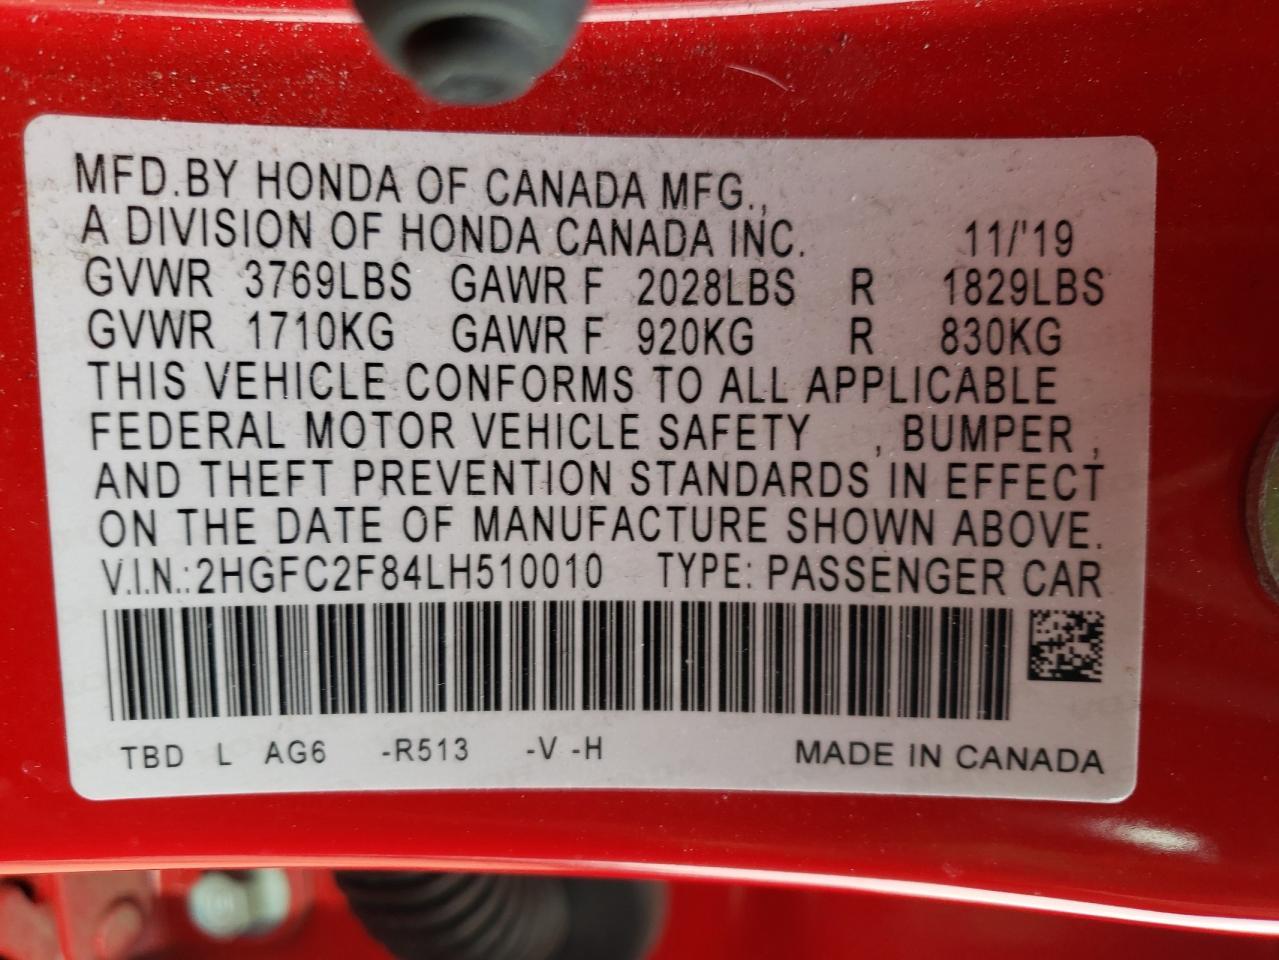 MFD.BY HONDA OF CANADA MFG.,
A DIVISION OF HONDA CANADA INC. 11/'19
GVWR 3769LBS GAWR F 2028LBS R 1829LBS
GVWR 1710KG GAWR F 920KG R 830KG
THIS VEHICLE CONFORMS TO ALL APPLICABLE
FEDERAL MOTOR VEHICLE SAFETY , BUMPER ,
AND THEFT PREVENTION STANDARDS IN EFFECT
ON THE DATE OF MANUFACTURE SHOWN ABOVE.
V.I.N.:2HGFC2F84LH510010 TYPE: PASSENGER CAR
TBD L AG6 -R513 -V -H MADE IN CANADA